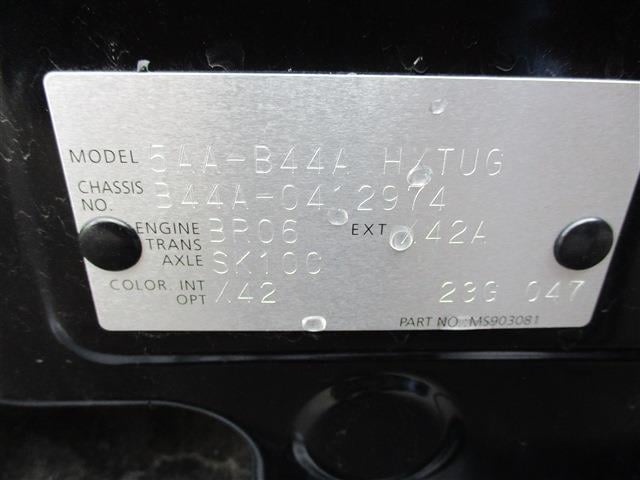 MODEL 5AA-B44A HXTUG
CHASSIS NO. B44A-0412974
ENGINE BR06 EXT X42A
TRANS AXLE SK10C
COLOR. INT X42
OPT 23G 047
PART NO. :MS903081